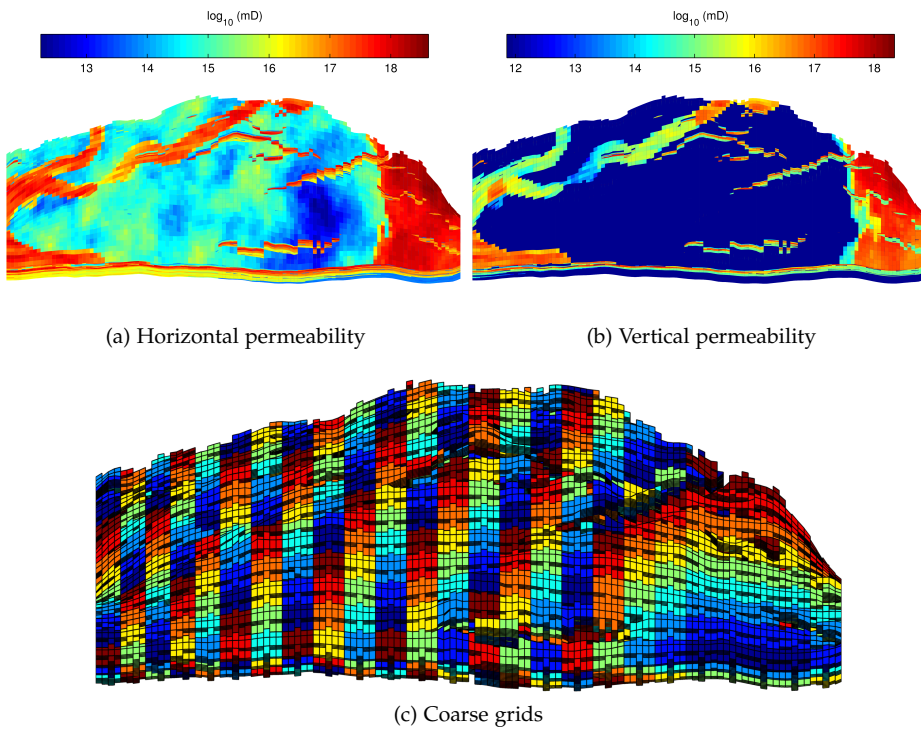 log10 (mD)
13 14 15 16 17 18
log10 (mD)
12 13 14 15 16 17 18
(a) Horizontal permeability
(b) Vertical permeability
(c) Coarse grids